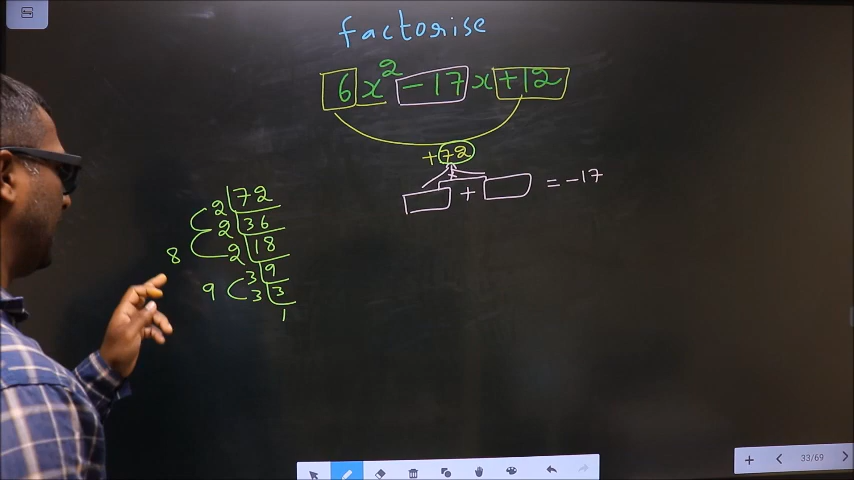 factorise
6x² - 17x + 12
+72
× 
▭ + ▭ = -17
2 | 72
2 | 36
2 | 18
8
3 | 9
9
3 | 3
1
33/69